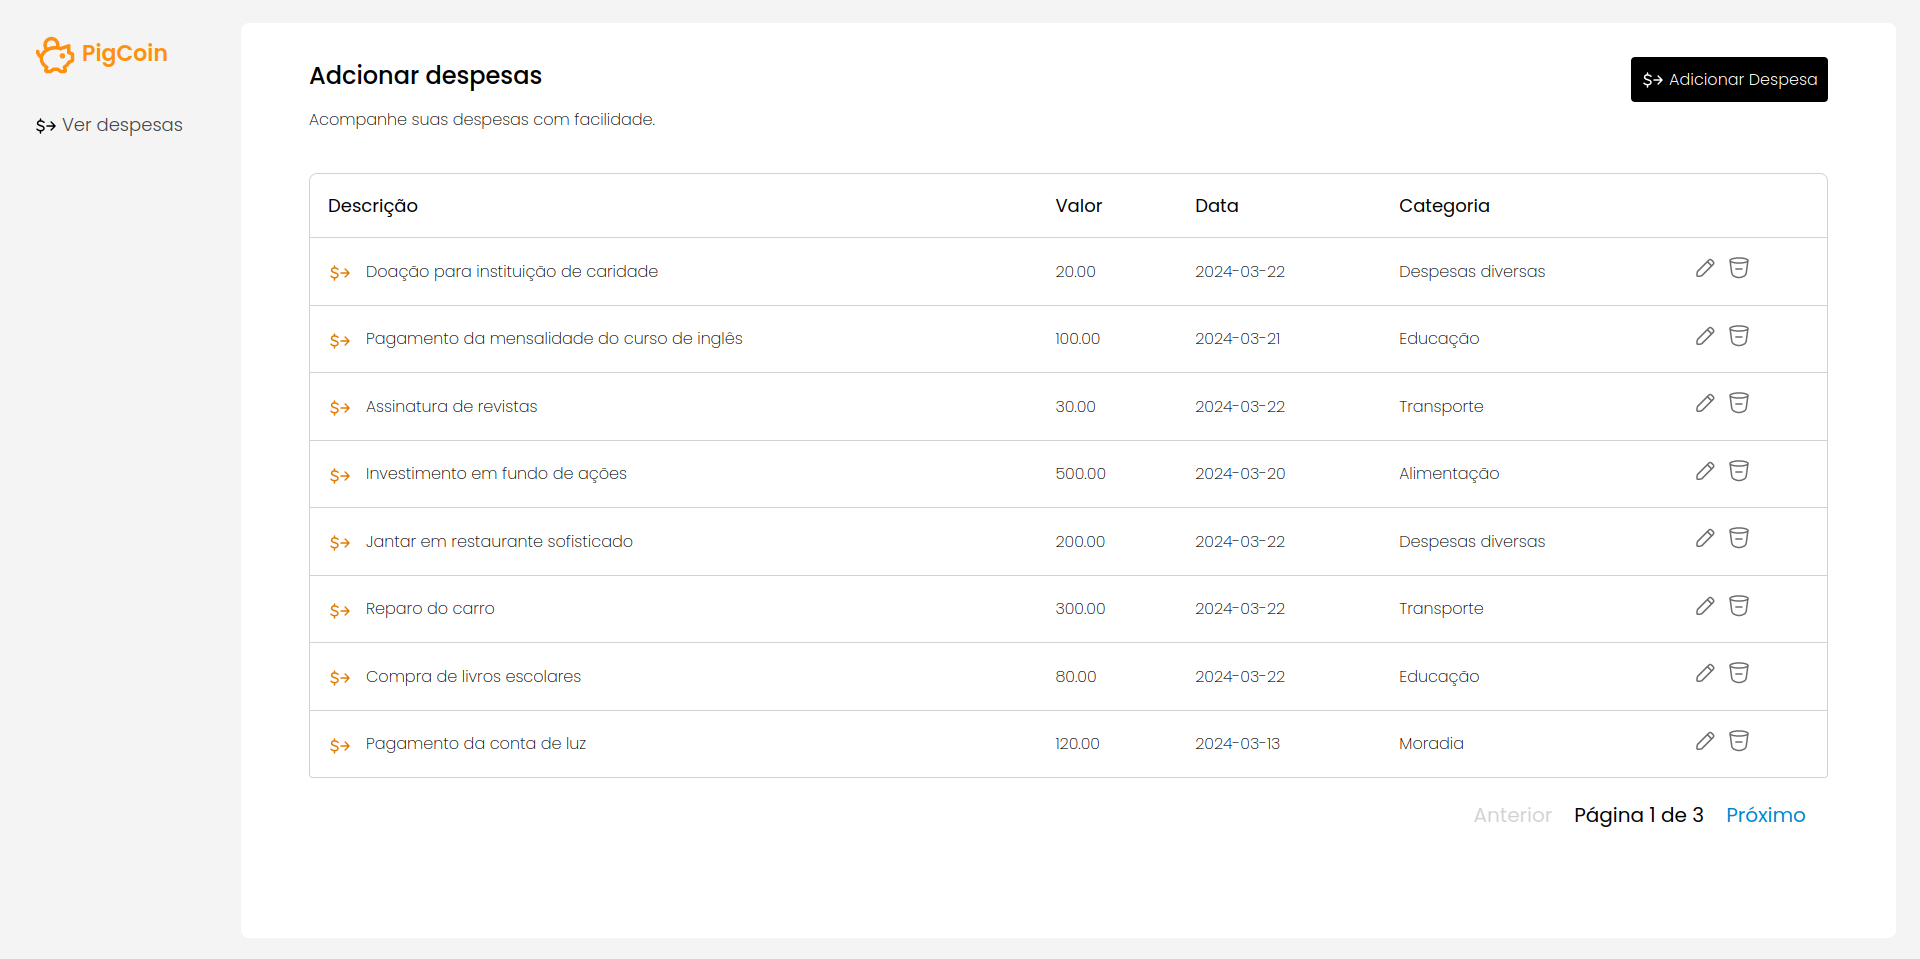 PigCoin
Ver despesas
Adcionar despesas
Acompanhe suas despesas com facilidade.
$→ Adicionar Despesa
Descrição Valor Data Categoria
Doação para instituição de caridade 20.00 2024-03-22 Despesas diversas
Pagamento da mensalidade do curso de inglês 100.00 2024-03-21 Educação
Assinatura de revistas 30.00 2024-03-22 Transporte
Investimento em fundo de ações 500.00 2024-03-20 Alimentação
Jantar em restaurante sofisticado 200.00 2024-03-22 Despesas diversas
Reparo do carro 300.00 2024-03-22 Transporte
Compra de livros escolares 80.00 2024-03-22 Educação
Pagamento da conta de luz 120.00 2024-03-13 Moradia
Anterior Página 1 de 3 Próximo